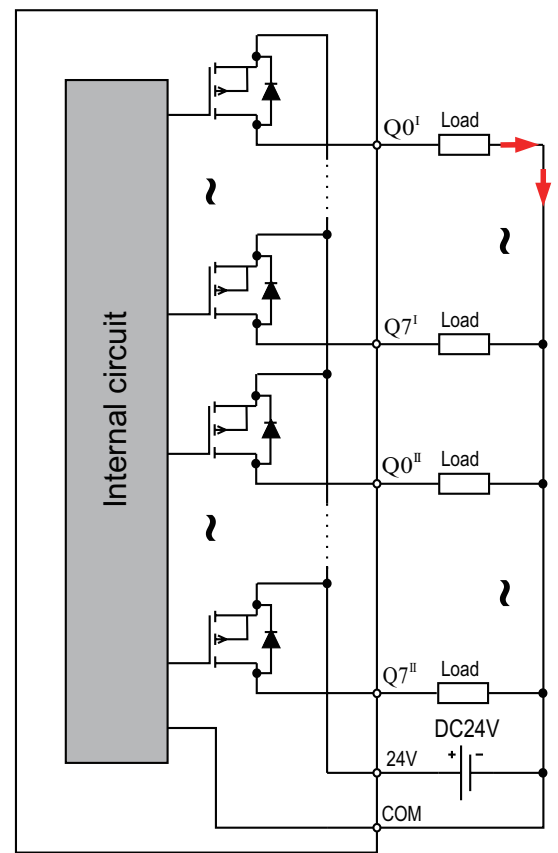 Internal circuit
Q0ᴵ Load
Q7ᴵ Load
Q0ᴵᴵ Load
Q7ᴵᴵ Load
DC24V
24V + -
COM